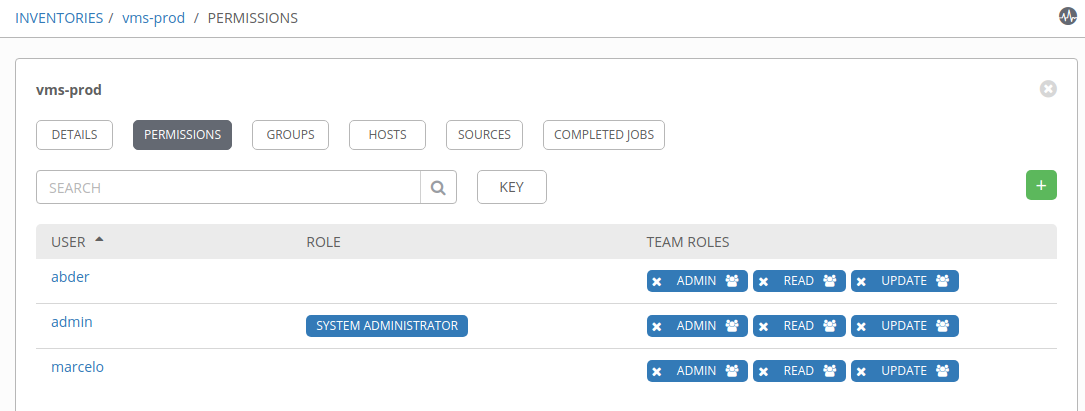 INVENTORIES / vms-prod / PERMISSIONS
vms-prod
DETAILS PERMISSIONS GROUPS HOSTS SOURCES COMPLETED JOBS
SEARCH KEY +
USER ROLE TEAM ROLES
abder ADMIN READ UPDATE
admin SYSTEM ADMINISTRATOR ADMIN READ UPDATE
marcelo ADMIN READ UPDATE